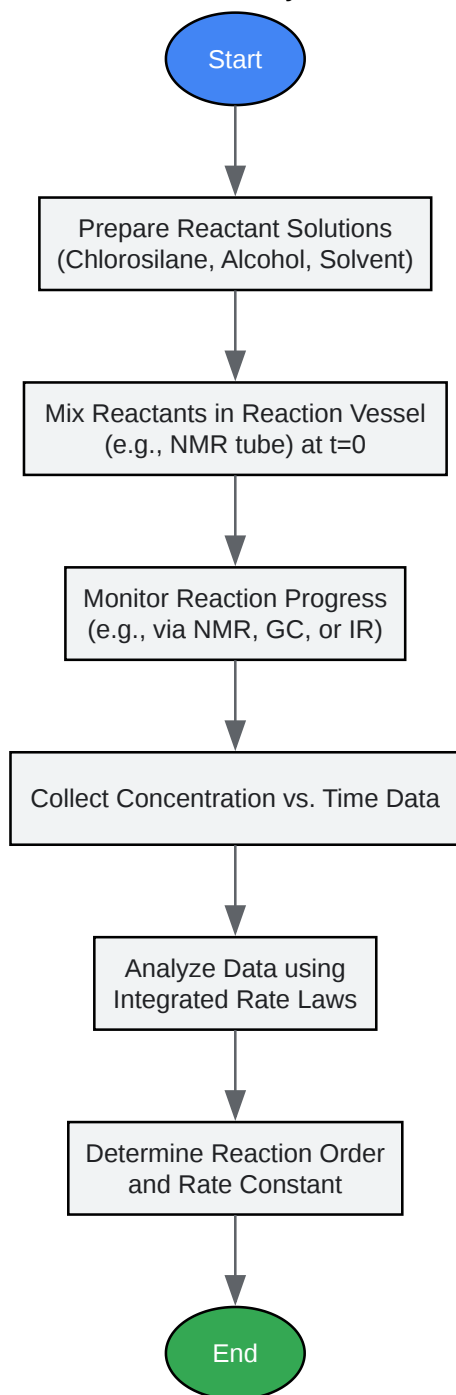 Start
Prepare Reactant Solutions
(Chlorosilane, Alcohol, Solvent)
Mix Reactants in Reaction Vessel
(e.g., NMR tube) at t=0
Monitor Reaction Progress
(e.g., via NMR, GC, or IR)
Collect Concentration vs. Time Data
Analyze Data using
Integrated Rate Laws
Determine Reaction Order
and Rate Constant
End